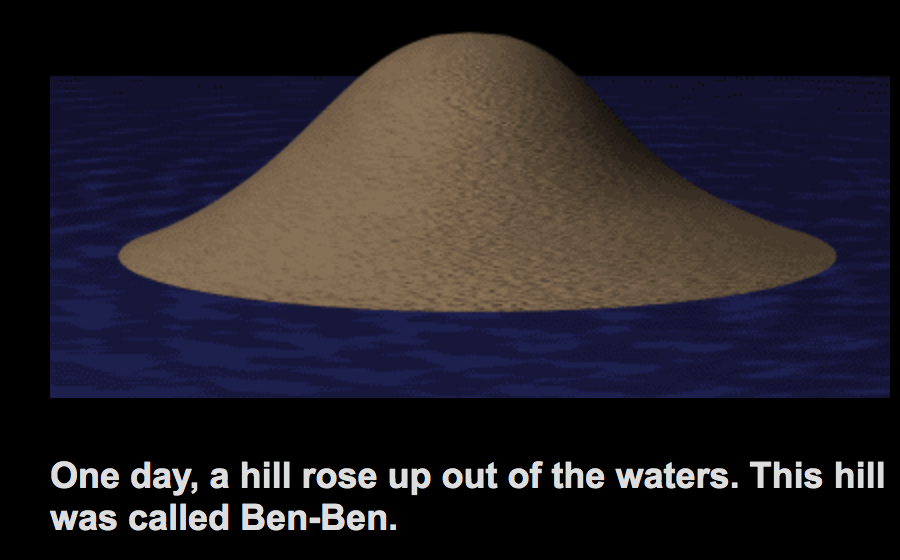 One day, a hill rose up out of the waters. This hill
was called Ben-Ben.